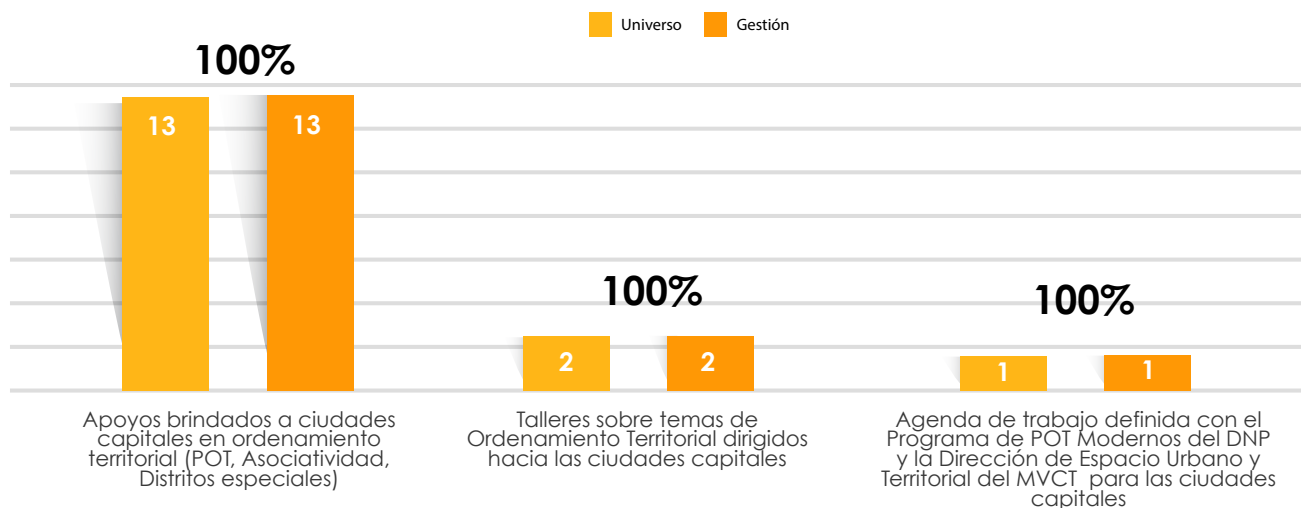 Universo Gestión
100%
13 13
100%
2 2
100%
1 1
Apoyos brindados a ciudades
capitales en ordenamiento
territorial (POT, Asociatividad,
Distritos especiales)
Talleres sobre temas de
Ordenamiento Territorial dirigidos
hacia las ciudades capitales
Agenda de trabajo definida con el
Programa de POT Modernos del DNP
y la Dirección de Espacio Urbano y
Territorial del MVCT para las ciudades
capitales